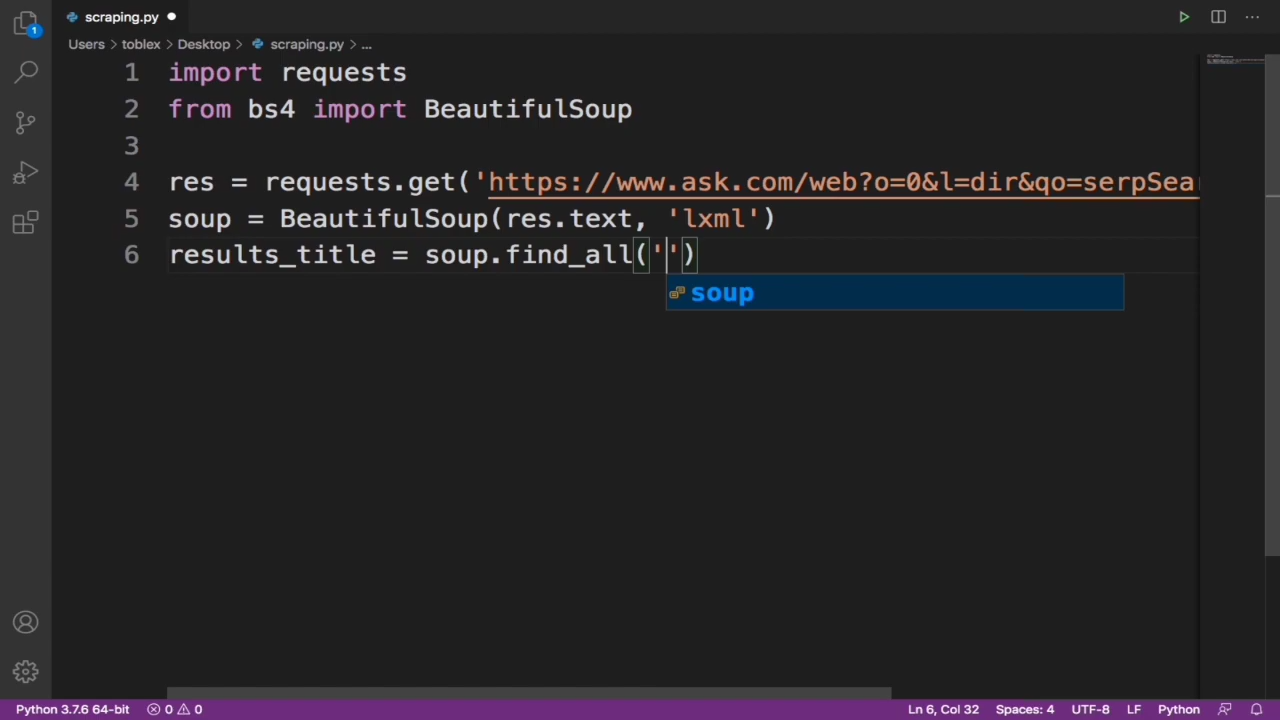 scraping.py
1
Users > toblex > Desktop > scraping.py > ...
1 import requests
2 from bs4 import BeautifulSoup
3
4 res = requests.get('https://www.ask.com/web?o=0&l=dir&qo=serpSear
5 soup = BeautifulSoup(res.text, 'lxml')
6 results_title = soup.find_all('')
soup
Python 3.7.6 64-bit 0 0 Ln 6, Col 32 Spaces: 4 UTF-8 LF Python